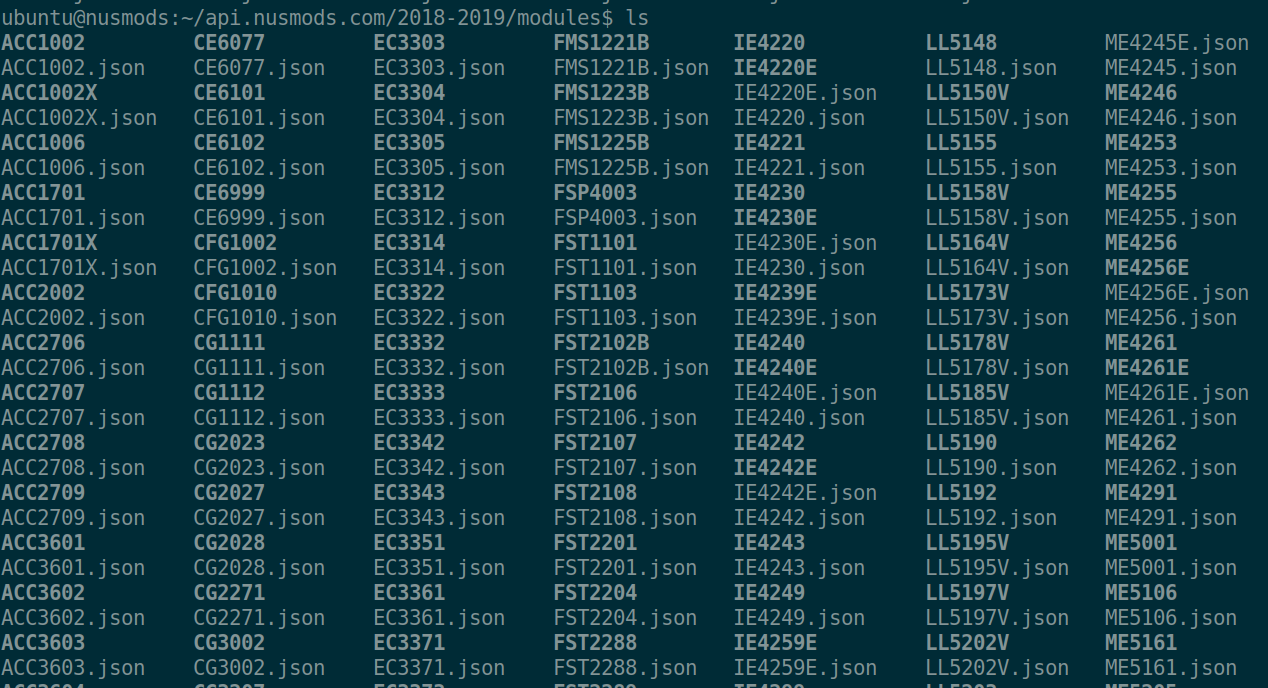 ubuntu@nusmods:~/api.nusmods.com/2018-2019/modules$ ls
ACC1002 CE6077 EC3303 FMS1221B IE4220 LL5148 ME4245E.json
ACC1002.json CE6077.json EC3303.json FMS1221B.json IE4220E LL5148.json ME4245.json
ACC1002X CE6101 EC3304 FMS1223B IE4220E.json LL5150V ME4246
ACC1002X.json CE6101.json EC3304.json FMS1223B.json IE4220.json LL5150V.json ME4246.json
ACC1006 CE6102 EC3305 FMS1225B IE4221 LL5155 ME4253
ACC1006.json CE6102.json EC3305.json FMS1225B.json IE4221.json LL5155.json ME4253.json
ACC1701 CE6999 EC3312 FSP4003 IE4230 LL5158V ME4255
ACC1701.json CE6999.json EC3312.json FSP4003.json IE4230E LL5158V.json ME4255.json
ACC1701X CFG1002 EC3314 FST1101 IE4230E.json LL5164V ME4256
ACC1701X.json CFG1002.json EC3314.json FST1101.json IE4230.json LL5164V.json ME4256E
ACC2002 CFG1010 EC3322 FST1103 IE4239E LL5173V ME4256E.json
ACC2002.json CFG1010.json EC3322.json FST1103.json IE4239E.json LL5173V.json ME4256.json
ACC2706 CG1111 EC3332 FST2102B IE4240 LL5178V ME4261
ACC2706.json CG1111.json EC3332.json FST2102B.json IE4240E LL5178V.json ME4261E
ACC2707 CG1112 EC3333 FST2106 IE4240E.json LL5185V ME4261E.json
ACC2707.json CG1112.json EC3333.json FST2106.json IE4240.json LL5185V.json ME4261.json
ACC2708 CG2023 EC3342 FST2107 IE4242 LL5190 ME4262
ACC2708.json CG2023.json EC3342.json FST2107.json IE4242E LL5190.json ME4262.json
ACC2709 CG2027 EC3343 FST2108 IE4242E.json LL5192 ME4291
ACC2709.json CG2027.json EC3343.json FST2108.json IE4242.json LL5192.json ME4291.json
ACC3601 CG2028 EC3351 FST2201 IE4243 LL5195V ME5001
ACC3601.json CG2028.json EC3351.json FST2201.json IE4243.json LL5195V.json ME5001.json
ACC3602 CG2271 EC3361 FST2204 IE4249 LL5197V ME5106
ACC3602.json CG2271.json EC3361.json FST2204.json IE4249.json LL5197V.json ME5106.json
ACC3603 CG3002 EC3371 FST2288 IE4259E LL5202V ME5161
ACC3603.json CG3002.json EC3371.json FST2288.json IE4259E.json LL5202V.json ME5161.json